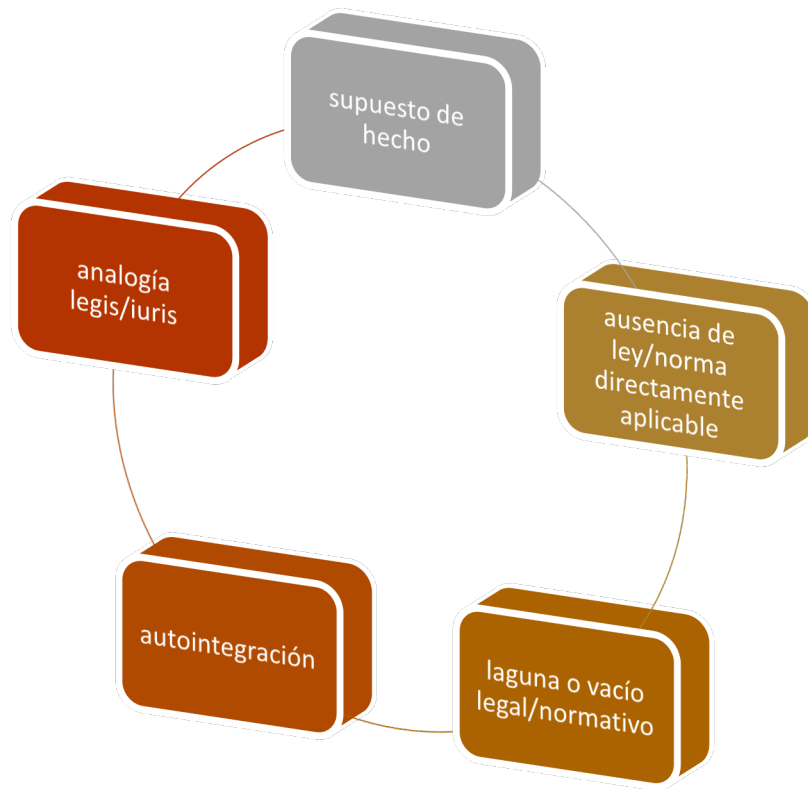 supuesto de
hecho
ausencia de
ley/norma
directamente
aplicable
laguna o vacío
legal/normativo
autointegración
analogía
legis/iuris